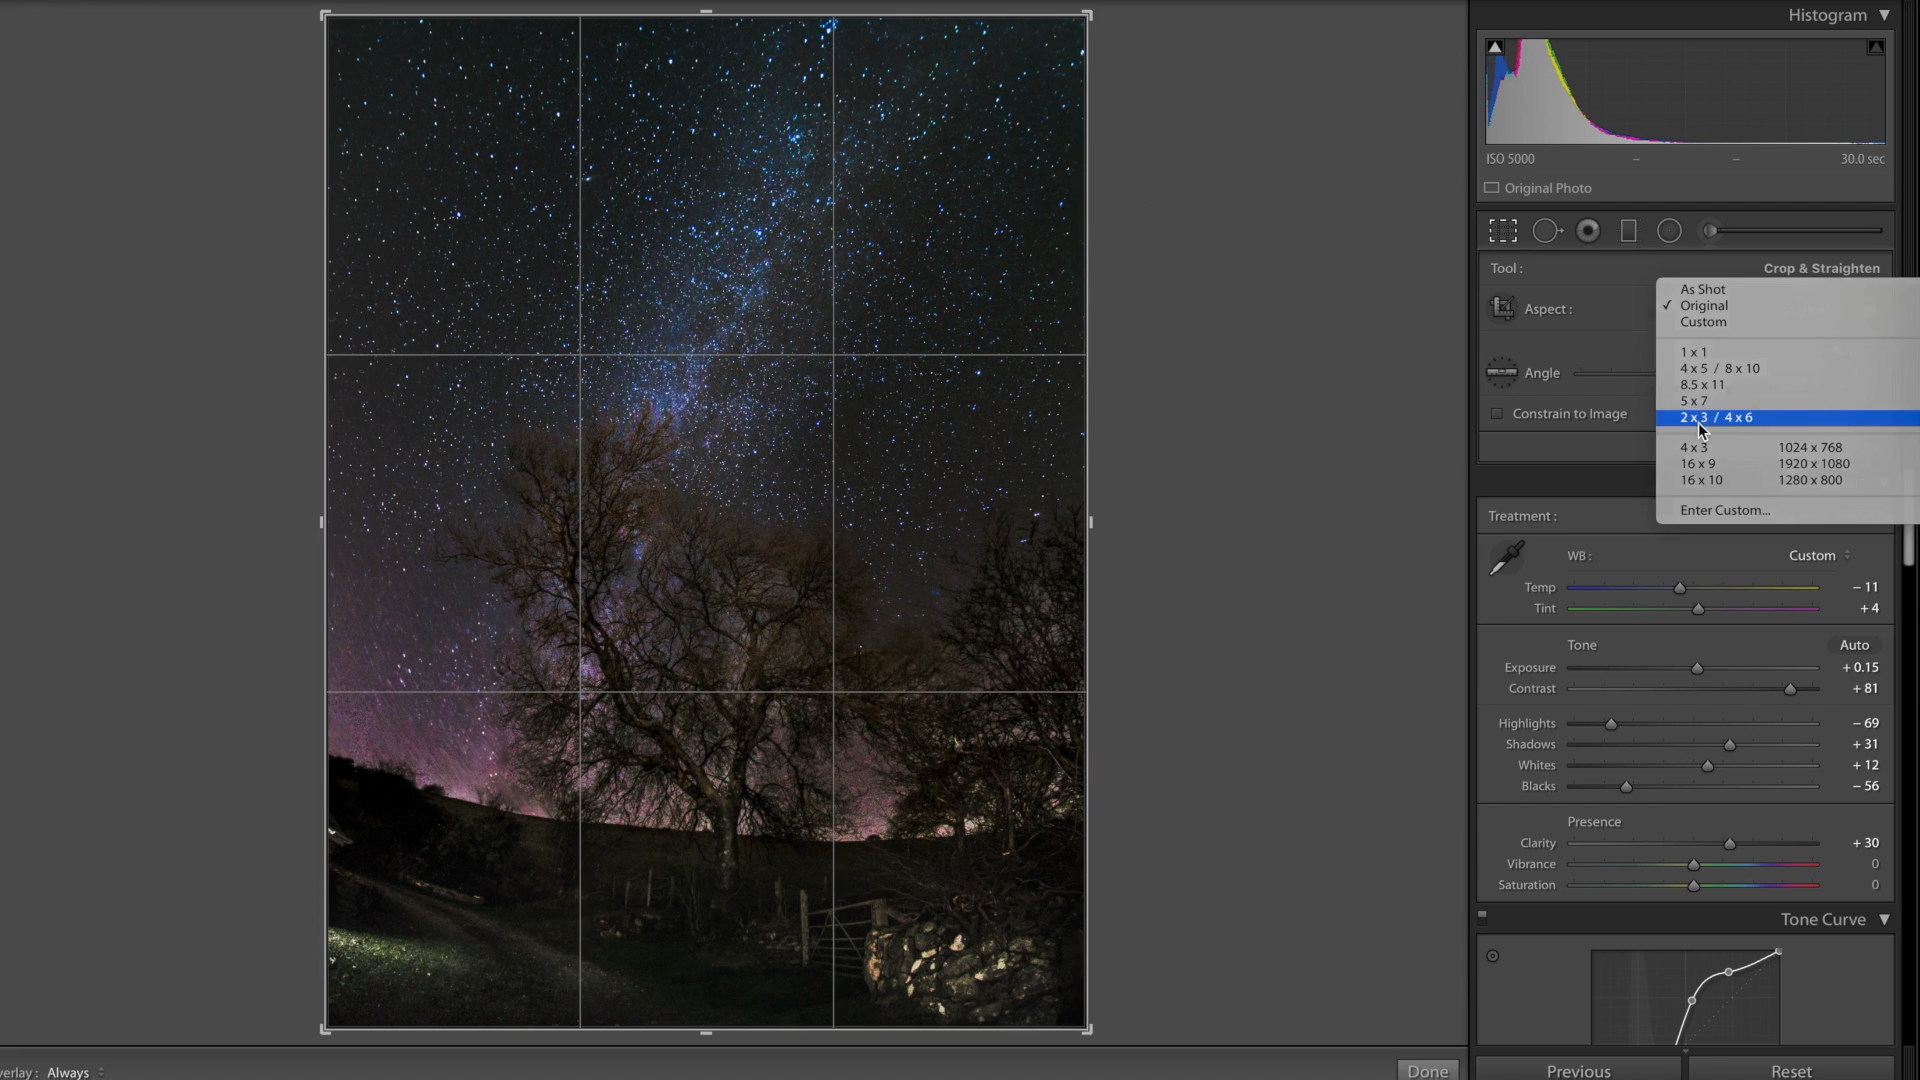 Histogram
ISO 5000 – – 30.0 sec
Original Photo
Tool : Crop & Straighten
As Shot
Aspect : ✓ Original
Custom
1 x 1
4 x 5 / 8 x 10
Angle
8.5 x 11
5 x 7
Constrain to Image
2 x 3 / 4 x 6
4 x 3 1024 x 768
16 x 9 1920 x 1080
16 x 10 1280 x 800
Enter Custom...
Treatment :
WB : Custom
Temp – 11
Tint + 4
Tone Auto
Exposure + 0.15
Contrast + 81
Highlights – 69
Shadows + 31
Whites + 12
Blacks – 56
Presence
Clarity + 30
Vibrance 0
Saturation 0
Tone Curve
verlay : Always Done Previous Reset